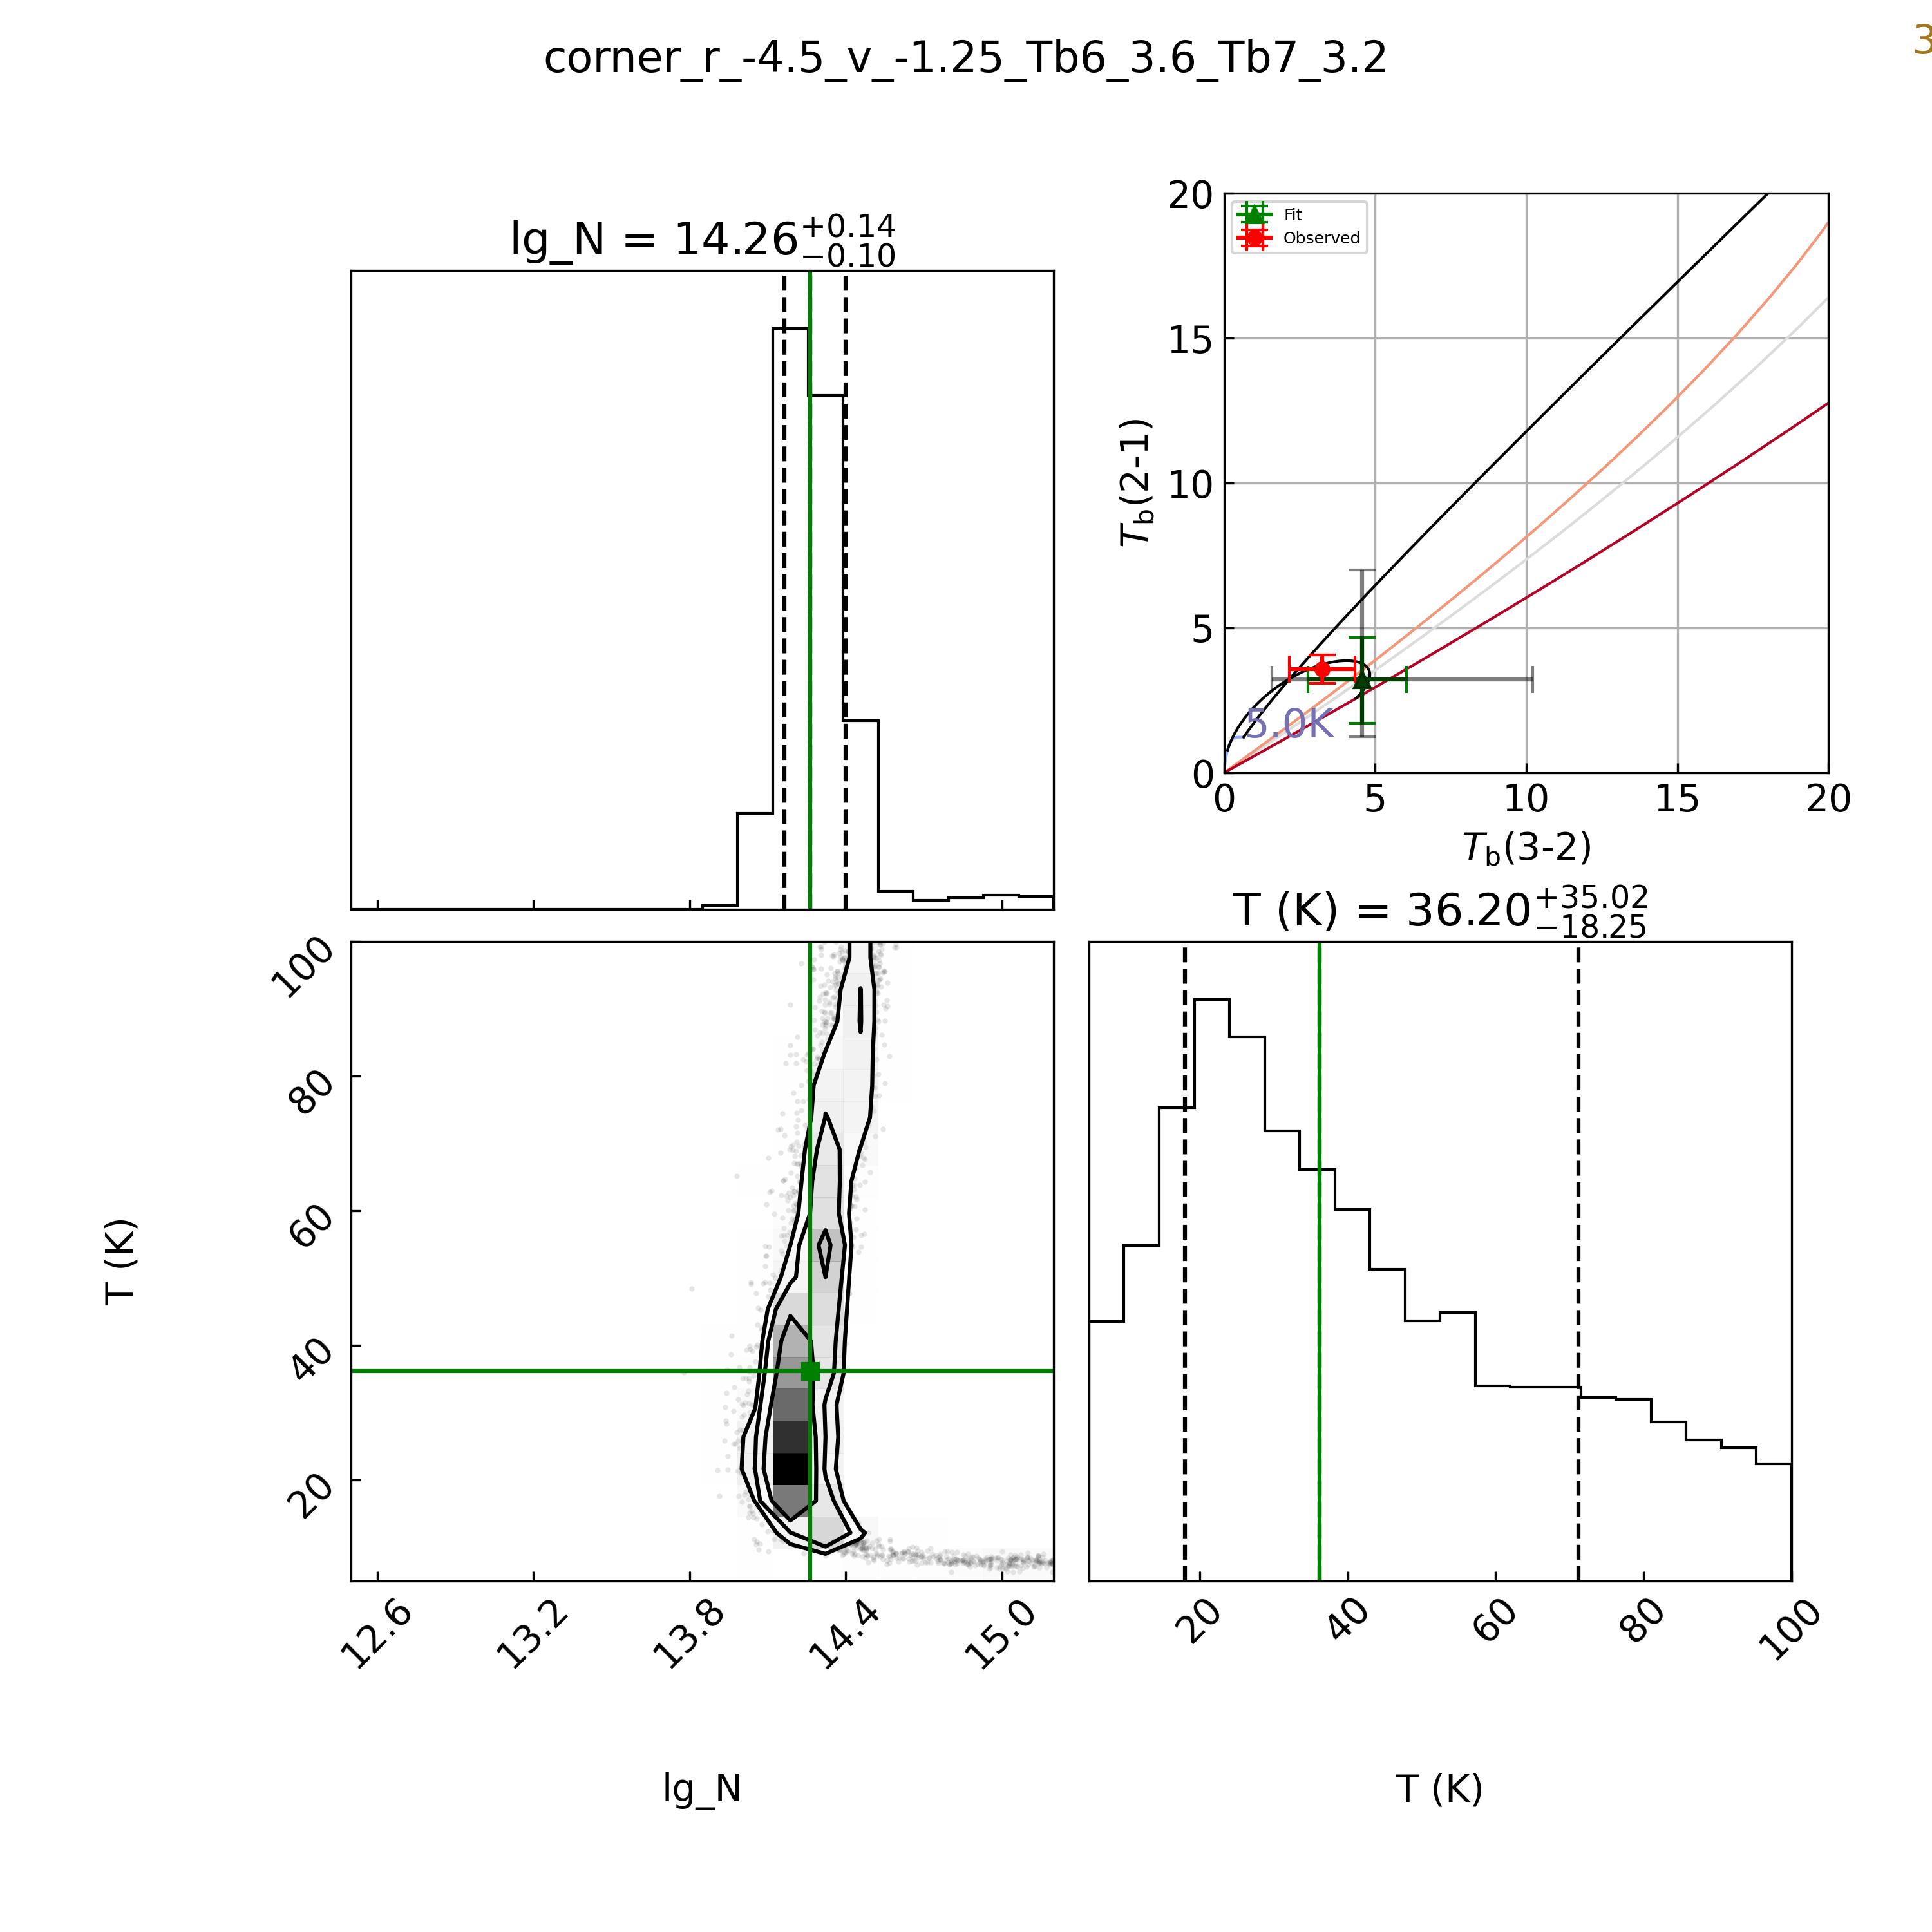 corner_r_-4.5_v_-1.25_Tb6_3.6_Tb7_3.2
3
lg_N = 14.26+0.14−0.10
20
15
10
5
0
Fit
Observed
5.0K
Tb(2-1)
0 5 10 15 20
Tb(3-2)
T (K) = 36.20+35.02−18.25
100
80
60
40
20
T (K)
12.6 13.2 13.8 14.4 15.0
lg_N
20 40 60 80 100
T (K)